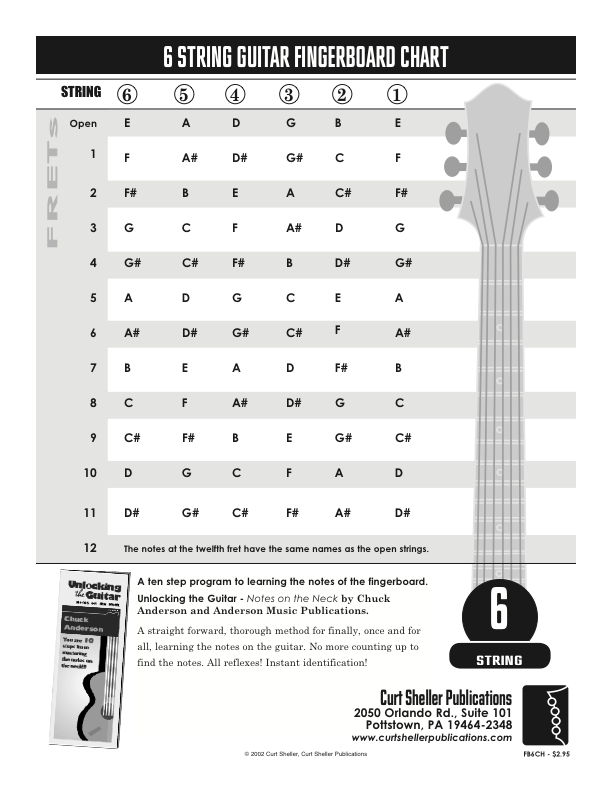 6 STRING GUITAR FINGERBOARD CHART
STRING 6 5 4 3 2 1
FRETS
Open E A D G B E
1 F A# D# G# C F
2 F# B E A C# F#
3 G C F A# D G
4 G# C# F# B D# G#
5 A D G C E A
6 A# D# G# C# F A#
7 B E A D F# B
8 C F A# D# G C
9 C# F# B E G# C#
10 D G C F A D
11 D# G# C# F# A# D#
12 The notes at the twelfth fret have the same names as the open strings.
Unlocking
the Guitar
NOTES ON THE NECK
Chuck
Anderson
You are 10
steps from
mastering
the notes on
the neck!!
A ten step program to learning the notes of the fingerboard.
Unlocking the Guitar - Notes on the Neck by Chuck
Anderson and Anderson Music Publications.
A straight forward, thorough method for finally, once and for
all, learning the notes on the guitar. No more counting up to
find the notes. All reflexes! Instant identification!
6
STRING
Curt Sheller Publications
2050 Orlando Rd., Suite 101
Pottstown, PA 19464-2348
www.curtshellerpublications.com
© 2002 Curt Sheller, Curt Sheller Publications
FB6CH - $2.95